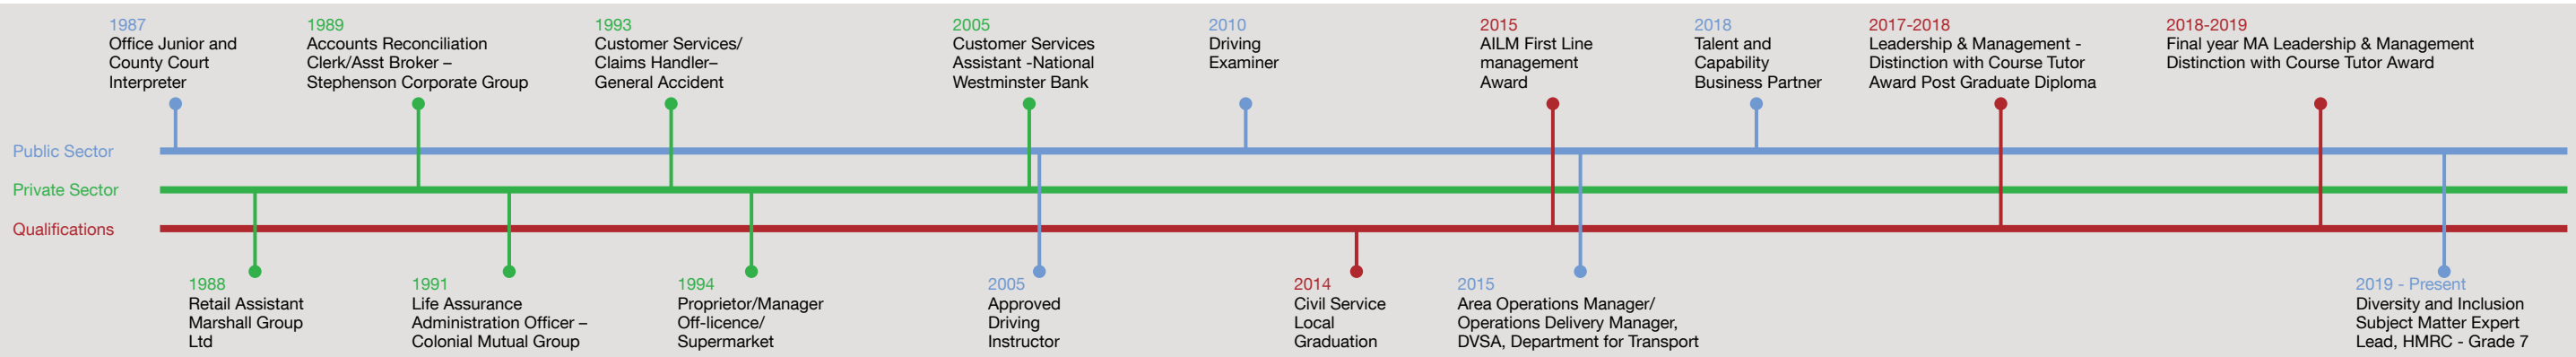 1987
Office Junior and
County Court
Interpreter
1989
Accounts Reconciliation
Clerk/Asst Broker –
Stephenson Corporate Group
1993
Customer Services/
Claims Handler–
General Accident
2005
Customer Services
Assistant -National
Westminster Bank
2010
Driving
Examiner
2015
AILM First Line
management
Award
2018
Talent and
Capability
Business Partner
2017-2018
Leadership & Management -
Distinction with Course Tutor
Award Post Graduate Diploma
2018-2019
Final year MA Leadership & Management
Distinction with Course Tutor Award
Public Sector
Private Sector
Qualifications
1988
Retail Assistant
Marshall Group
Ltd
1991
Life Assurance
Administration Officer –
Colonial Mutual Group
1994
Proprietor/Manager
Off-licence/
Supermarket
2005
Approved
Driving
Instructor
2014
Civil Service
Local
Graduation
2015
Area Operations Manager/
Operations Delivery Manager,
DVSA, Department for Transport
2019 - Present
Diversity and Inclusion
Subject Matter Expert
Lead, HMRC - Grade 7